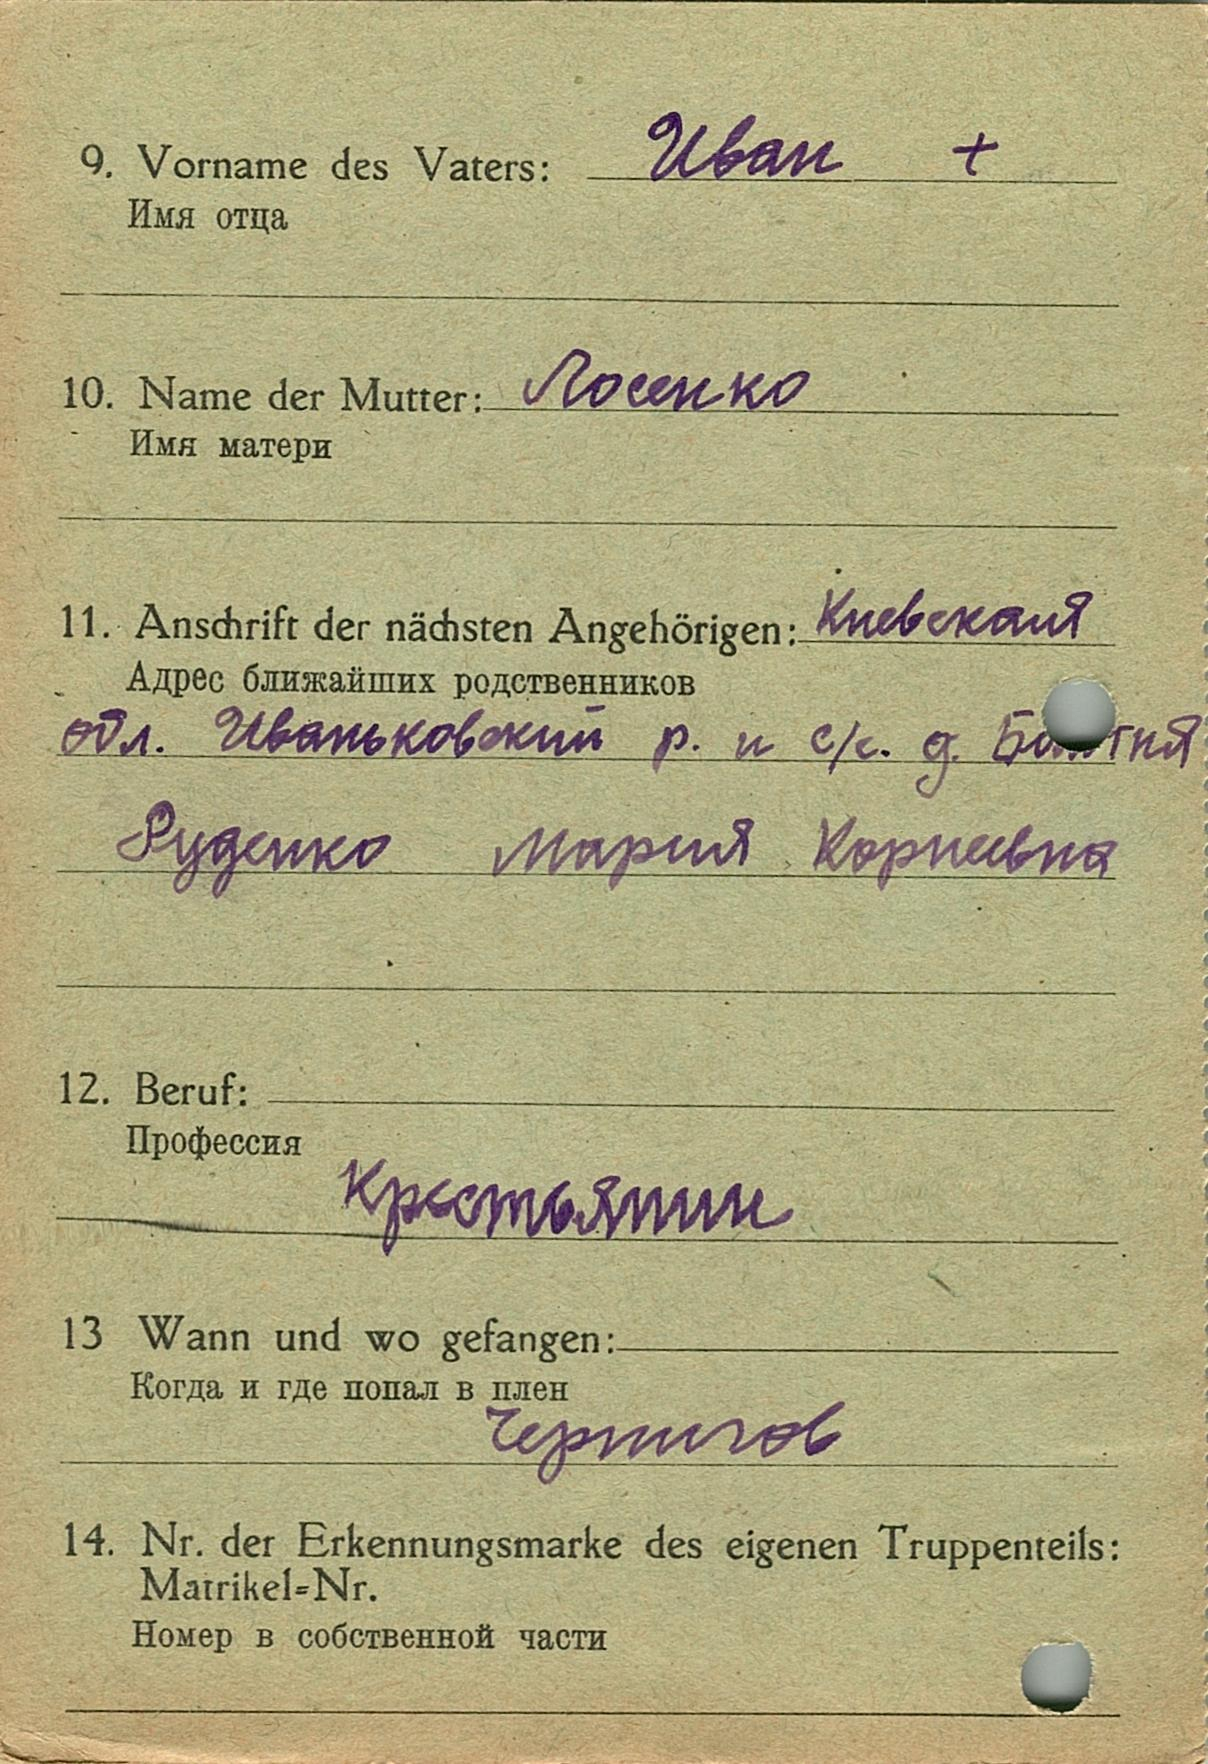 9. Vorname des Vaters: Иван +
Имя отца
10. Name der Mutter: Лосенко
Имя матери
11. Anschrift der nächsten Angehörigen: Киевская
Адрес ближайших родственников
обл. Иваньковский р. и с/с. д.
Руденко Мария Корнеевна
12. Beruf:
Профессия
Крестьянин
13 Wann und wo gefangen:
Когда и где попал в плен
Чернигов
14. Nr. der Erkennungsmarke des eigenen Truppenteils:
Matrikel=Nr.
Номер в собственной части